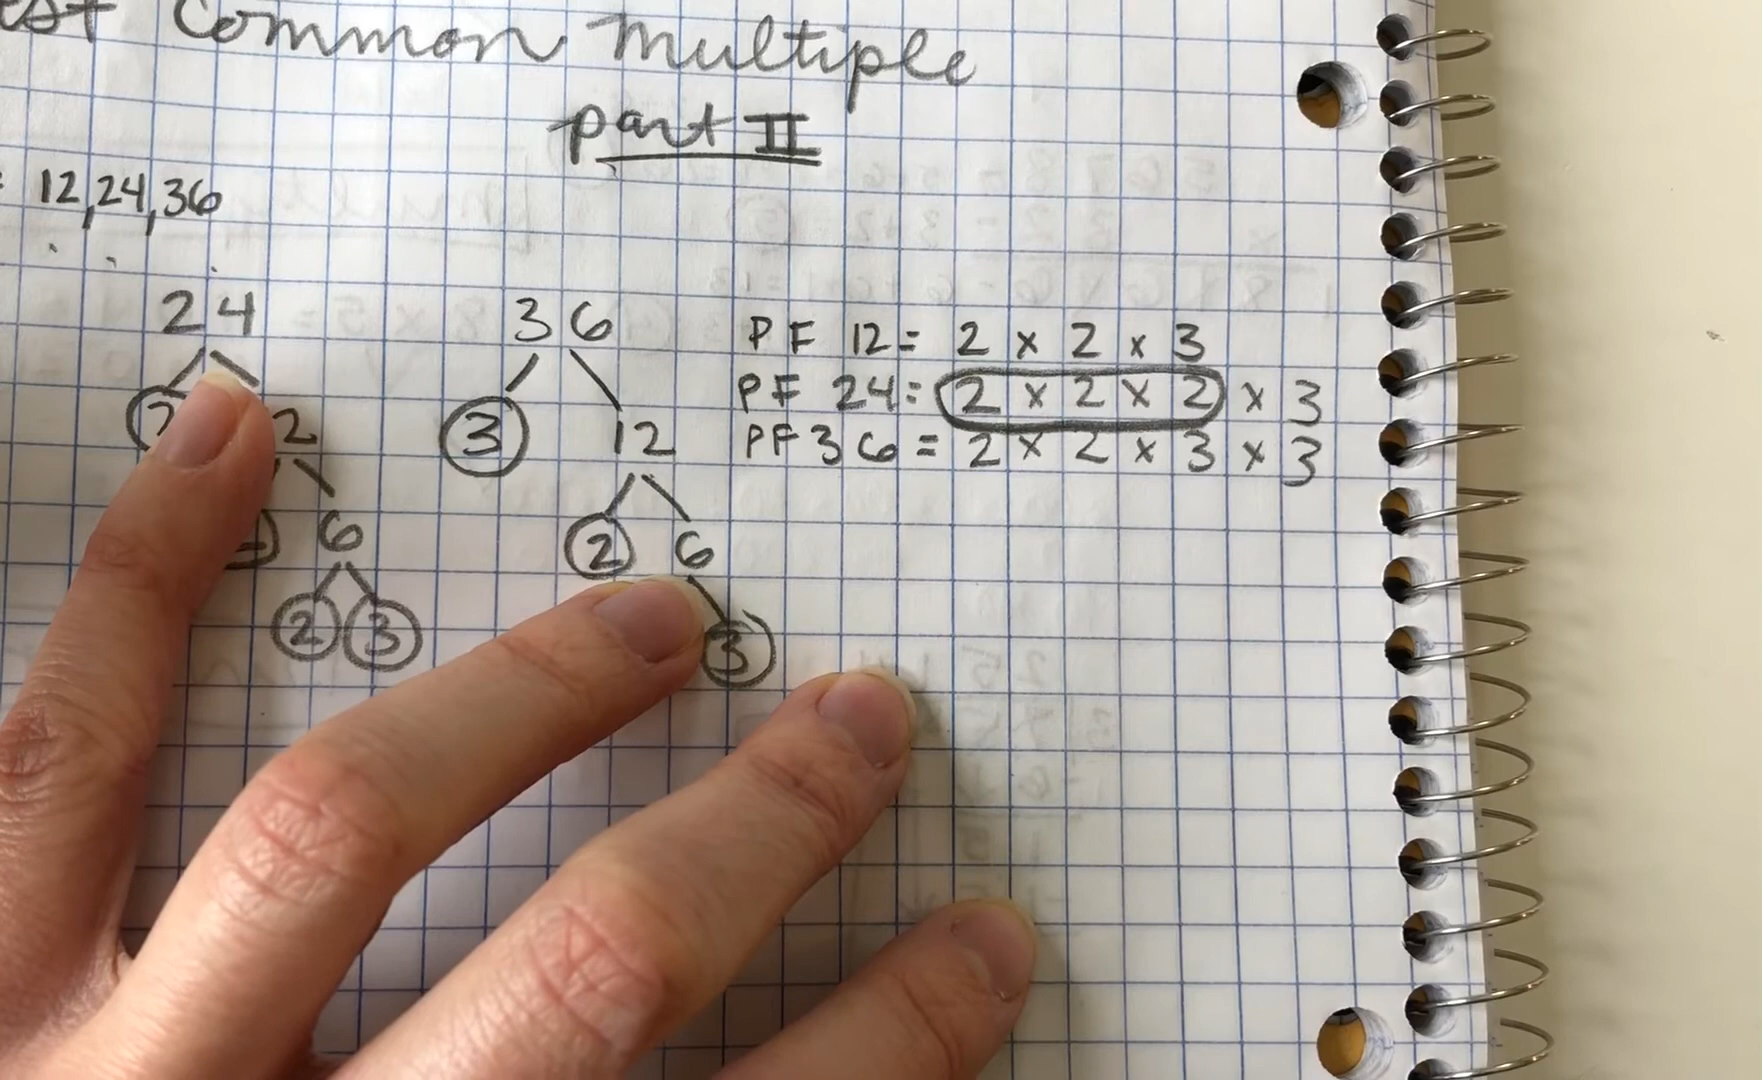 Common Multiple
part II
12,24,36
24 36
PF 12= 2 x 2 x 3
PF 24= 2 x 2 x 2 x 3
3 12
PF 36 = 2 x 2 x 3 x 3
6 2 6
2 3 3